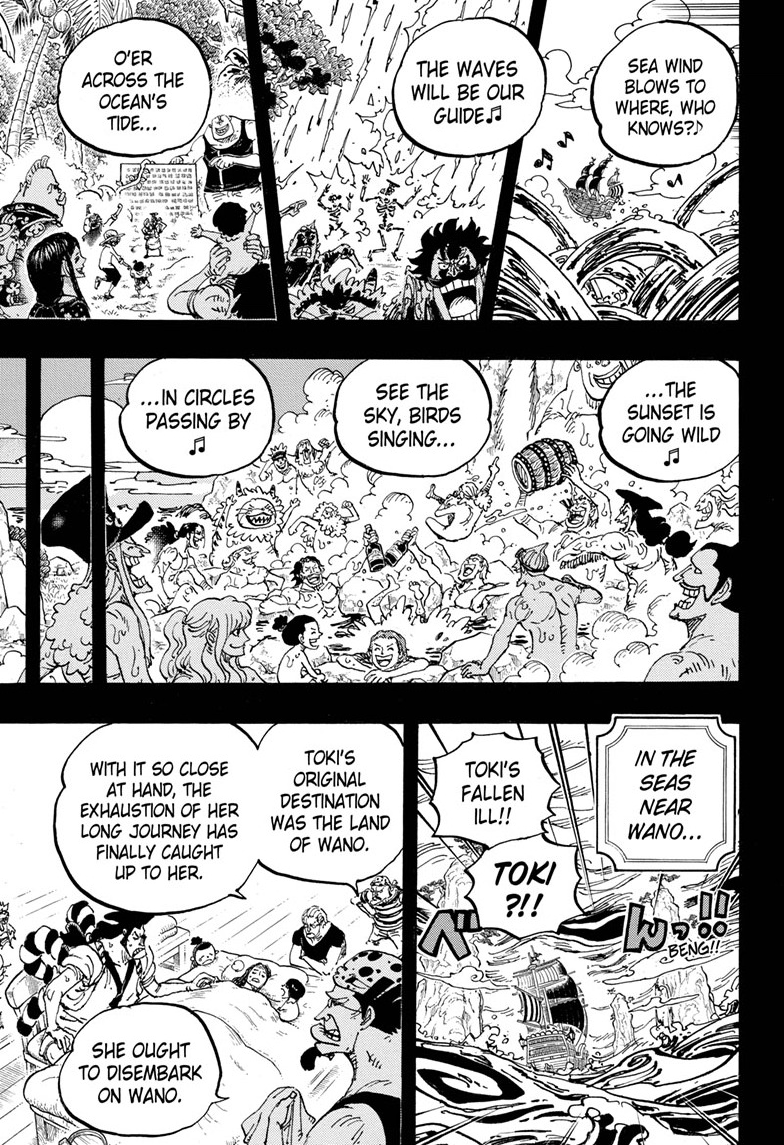 SEA WIND
BLOWS TO
WHERE, WHO
KNOWS?♪
THE WAVES
WILL BE OUR
GUIDE♫
O'ER
ACROSS THE
OCEAN'S
TIDE...
...THE
SUNSET IS
GOING WILD
♫
SEE THE
SKY, BIRDS
SINGING...
...IN CIRCLES
PASSING BY
♫
IN THE
SEAS
NEAR
WANO...
TOKI'S
FALLEN
ILL!!
TOKI
?!!
べんっ!!
BENG!!
TOKI'S
ORIGINAL
DESTINATION
WAS THE LAND
OF WANO.
WITH IT SO CLOSE
AT HAND, THE
EXHAUSTION OF HER
LONG JOURNEY HAS
FINALLY CAUGHT
UP TO HER.
SHE OUGHT
TO DISEMBARK
ON WANO.